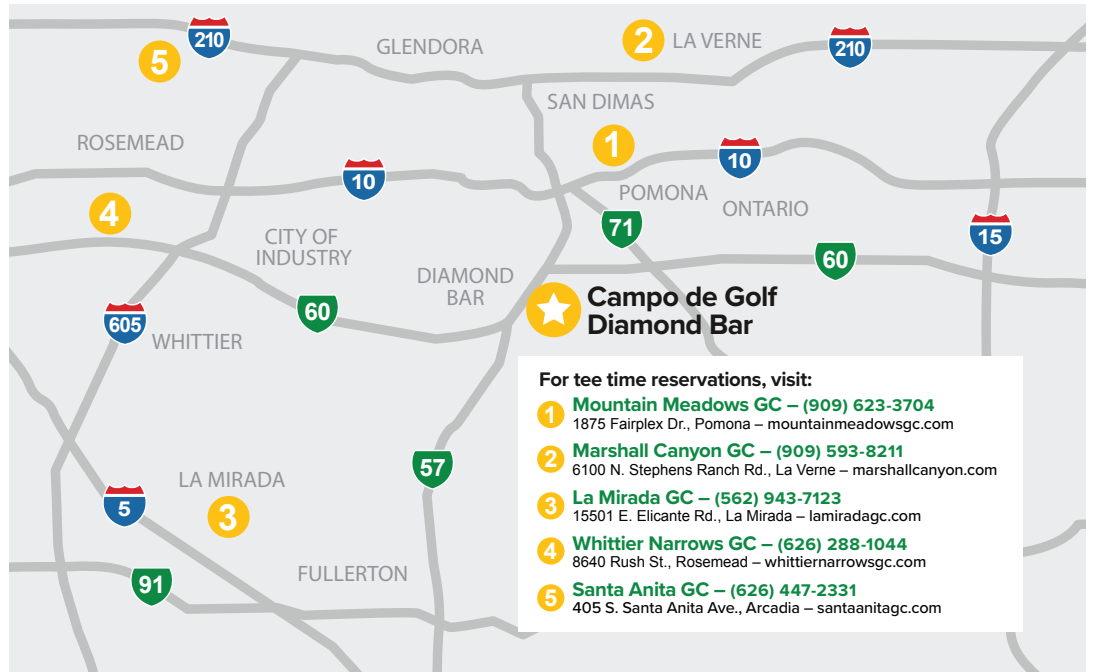 210
5
GLENDORA
2
LA VERNE
210
SAN DIMAS
1
ROSEMEAD
10
10
4
POMONA
ONTARIO
71
15
CITY OF
INDUSTRY
60
DIAMOND
BAR
60
Campo de Golf
Diamond Bar
605
WHITTIER
For tee time reservations, visit:
1 Mountain Meadows GC – (909) 623-3704
1875 Fairplex Dr., Pomona – mountainmeadowsgc.com
2 Marshall Canyon GC – (909) 593-8211
6100 N. Stephens Ranch Rd., La Verne – marshallcanyon.com
3 La Mirada GC – (562) 943-7123
15501 E. Elicante Rd., La Mirada – lamiradagc.com
4 Whittier Narrows GC – (626) 288-1044
8640 Rush St., Rosemead – whittiernarrowsgc.com
5 Santa Anita GC – (626) 447-2331
405 S. Santa Anita Ave., Arcadia – santaanitagc.com
57
LA MIRADA
5
3
91
FULLERTON